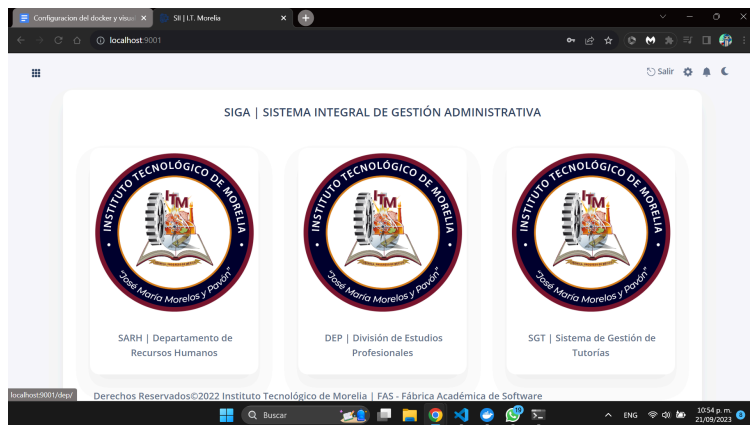 Configuracion del docker y visual
SII | I.T. Morelia
localhost:9001
Salir
SIGA | SISTEMA INTEGRAL DE GESTIÓN ADMINISTRATIVA
INSTITUTO TECNOLÓGICO DE MORELIA
ITM
"José María Morelos y Pavón"
INSTITUTO TECNOLÓGICO DE MORELIA
ITM
"José María Morelos y Pavón"
INSTITUTO TECNOLÓGICO DE MORELIA
ITM
"José María Morelos y Pavón"
SARH | Departamento de
Recursos Humanos
DEP | División de Estudios
Profesionales
SGT | Sistema de Gestión de
Tutorías
localhost:9001/dep/
Derechos Reservados©2022 Instituto Tecnológico de Morelia | FAS - Fábrica Académica de Software
Buscar
ENG
10:54 p. m.
21/09/2023